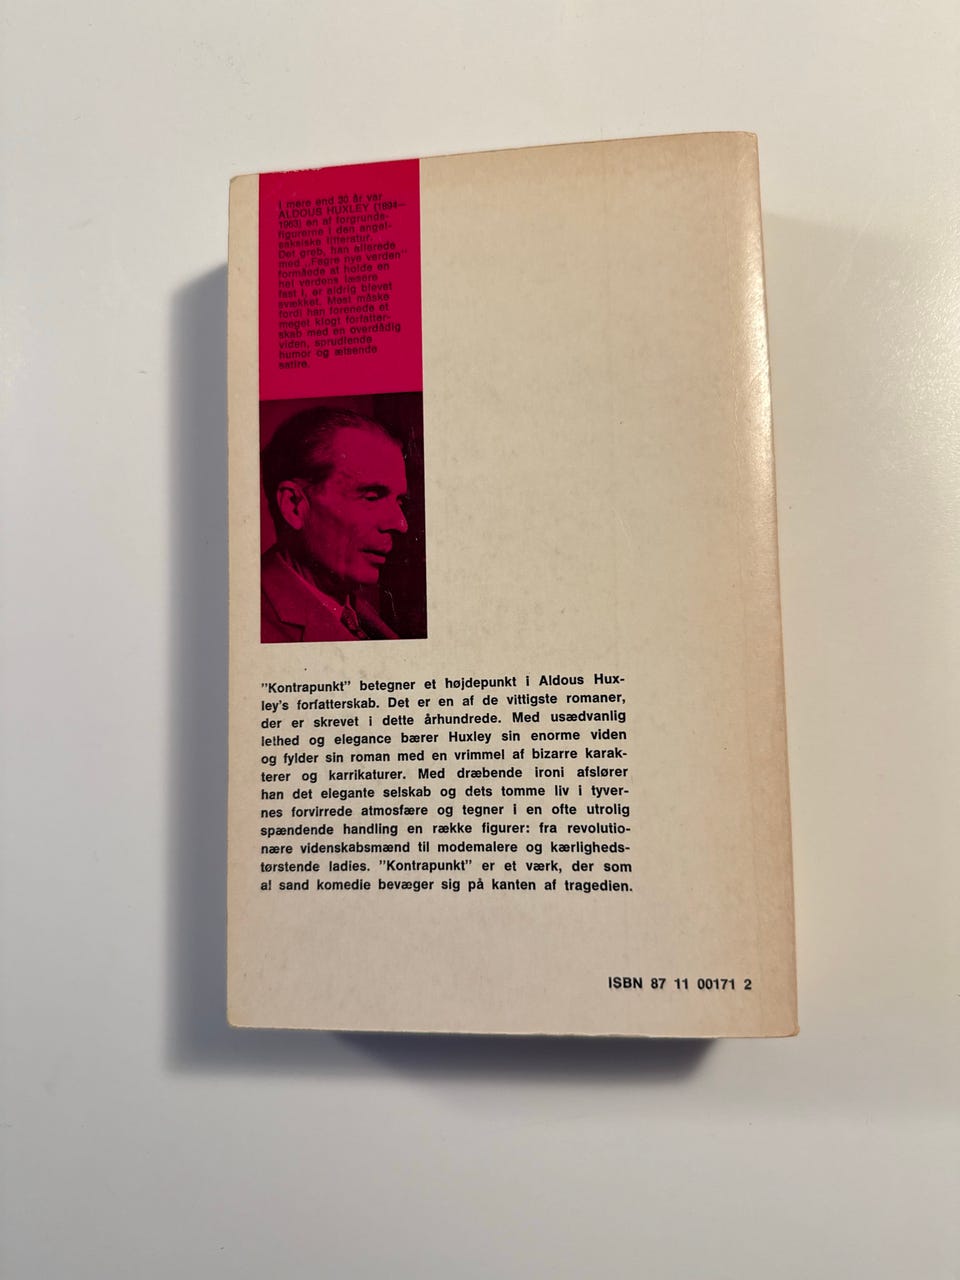 I mere end 30 år var
ALDOUS HUXLEY (1894–
1963) en af forgrunds-
figurerne i den angel-
saksiske litteratur.
Det greb, han allerede
med „Fagre nye verden”
formåede at holde en
hel verdens læsere
fast i, er aldrig blevet
svækket. Mest måske
fordi han forenede et
meget klogt forfatter-
skab med en overdådig
viden, sprudlende
humor og ætsende
satire.
”Kontrapunkt” betegner et højdepunkt i Aldous Hux-
ley’s forfatterskab. Det er en af de vittigste romaner,
der er skrevet i dette århundrede. Med usædvanlig
lethed og elegance bærer Huxley sin enorme viden
og fylder sin roman med en vrimmel af bizarre karak-
terer og karrikaturer. Med dræbende ironi afslører
han det elegante selskab og dets tomme liv i tyver-
nes forvirrede atmosfære og tegner i en ofte utrolig
spændende handling en række figurer: fra revolutio-
nære videnskabsmænd til modemalere og kærligheds-
tørstende ladies. ”Kontrapunkt” er et værk, der som
al sand komedie bevæger sig på kanten af tragedien.
ISBN 87 11 00171 2